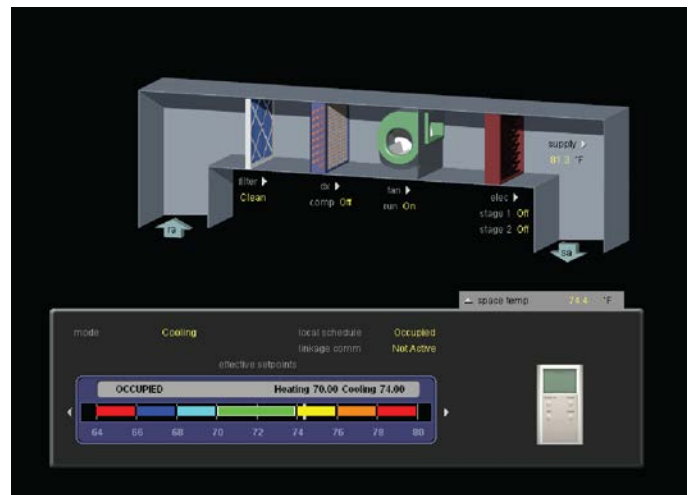 supply
81.3 °F
filter
Clean
dx
comp Off
fan
run On
elec
stage 1 Off
stage 2 Off
ra
sa
space temp 74.4 °F
mode Cooling local schedule Occupied
linkage comm Not Active
effective setpoints
OCCUPIED Heating 70.00 Cooling 74.00
64 66 68 70 72 74 76 78 80